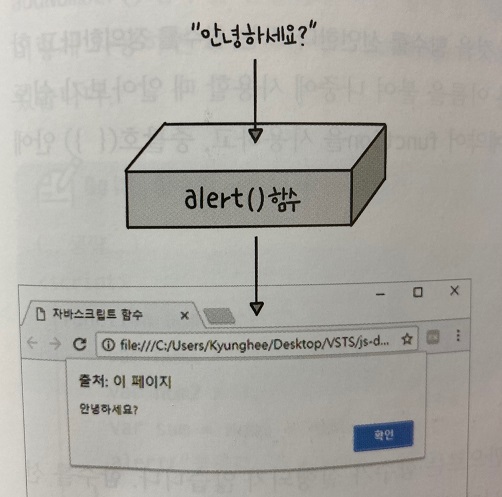 "안녕하세요?"
alert() 함수
자바스크립트 함수
file:///C:/Users/Kyunghee/Desktop/VSTS/js-d...
출처: 이 페이지
안녕하세요?
확인